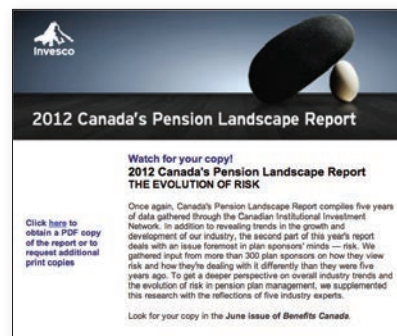 Invesco
2012 Canada's Pension Landscape Report
Watch for your copy!
2012 Canada's Pension Landscape Report
THE EVOLUTION OF RISK
Click here to
obtain a PDF copy
of the report or to
request additional
print copies
Once again, Canada's Pension Landscape Report compiles five years
of data gathered through the Canadian Institutional Investment
Network. In addition to revealing trends in the growth and
development of our industry, the second part of this year's report
deals with an issue foremost in plan sponsors' minds — risk. We
gathered input from more than 300 plan sponsors on how they view
risk and how they're dealing with it differently than they were five
years ago. To get a deeper perspective on overall industry trends and
the evolution of risk in pension plan management, we supplemented
this research with the reflections of five industry experts.
Look for your copy in the June issue of Benefits Canada.